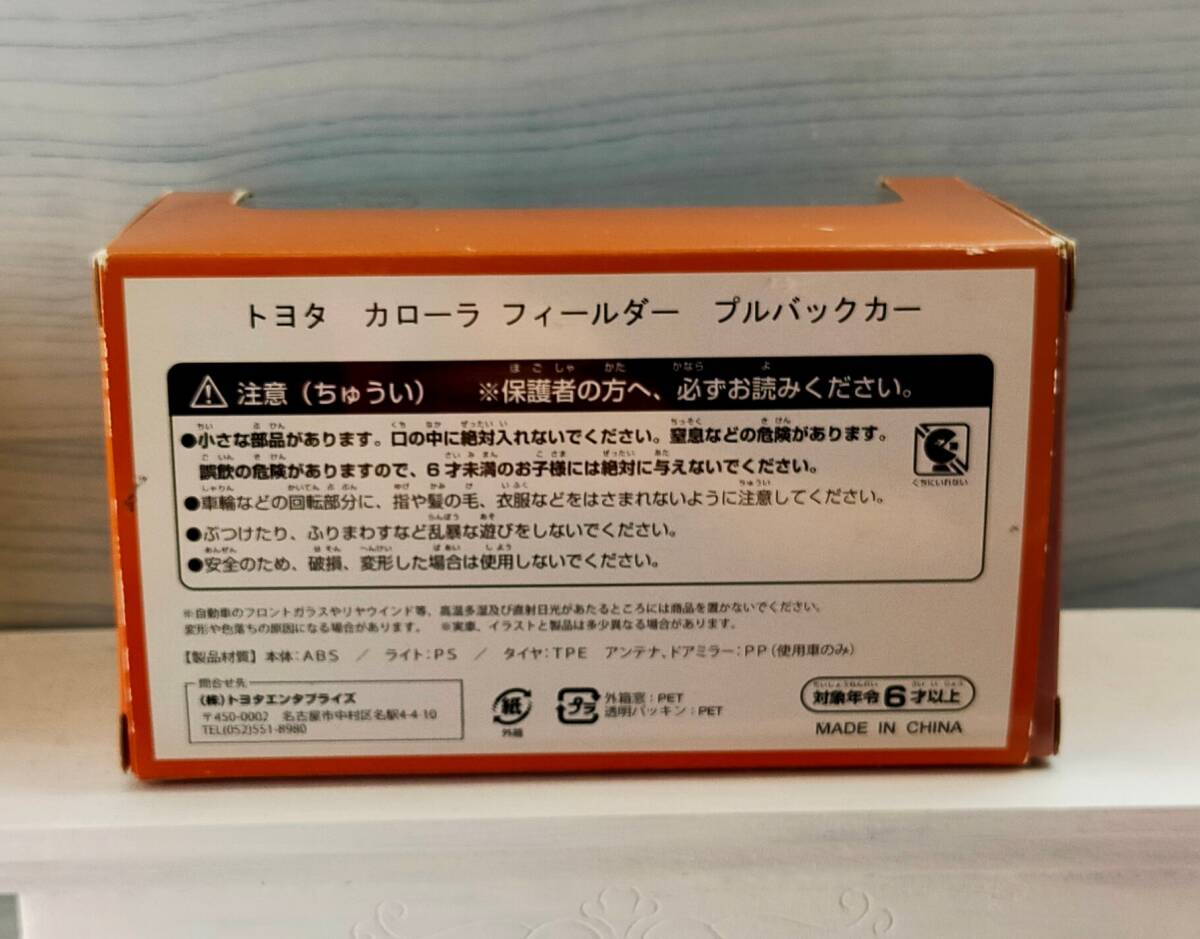 トヨタ カローラ フィールダー プルバックカー
注意（ちゅうい） ※保護者の方へ、必ずお読みください。
●小さな部品があります。口の中に絶対入れないでください。窒息などの危険があります。
誤飲の危険がありますので、6才未満のお子様には絶対に与えないでください。
くちにいれない
●車輪などの回転部分に、指や髪の毛、衣服などをはさまれないように注意してください。
●ぶつけたり、ふりまわすなど乱暴な遊びをしないでください。
●安全のため、破損、変形した場合は使用しないでください。
※自動車のフロントガラスやリヤウインド等、高温多湿及び直射日光があたるところには商品を置かないでください。
変形や色落ちの原因になる場合があります。 ※実車、イラストと製品は多少異なる場合があります。
【製品材質】本体:ABS ／ ライト:PS ／ タイヤ:TPE アンテナ、ドアミラー:PP(使用車のみ)
問合せ先
(株)トヨタエンタプライズ
〒450-0002 名古屋市中村区名駅4-4-10
TEL(052)551-8980
紙
外箱
プラ
外箱窓:PET
透明パッキン:PET
対象年令6才以上
MADE IN CHINA